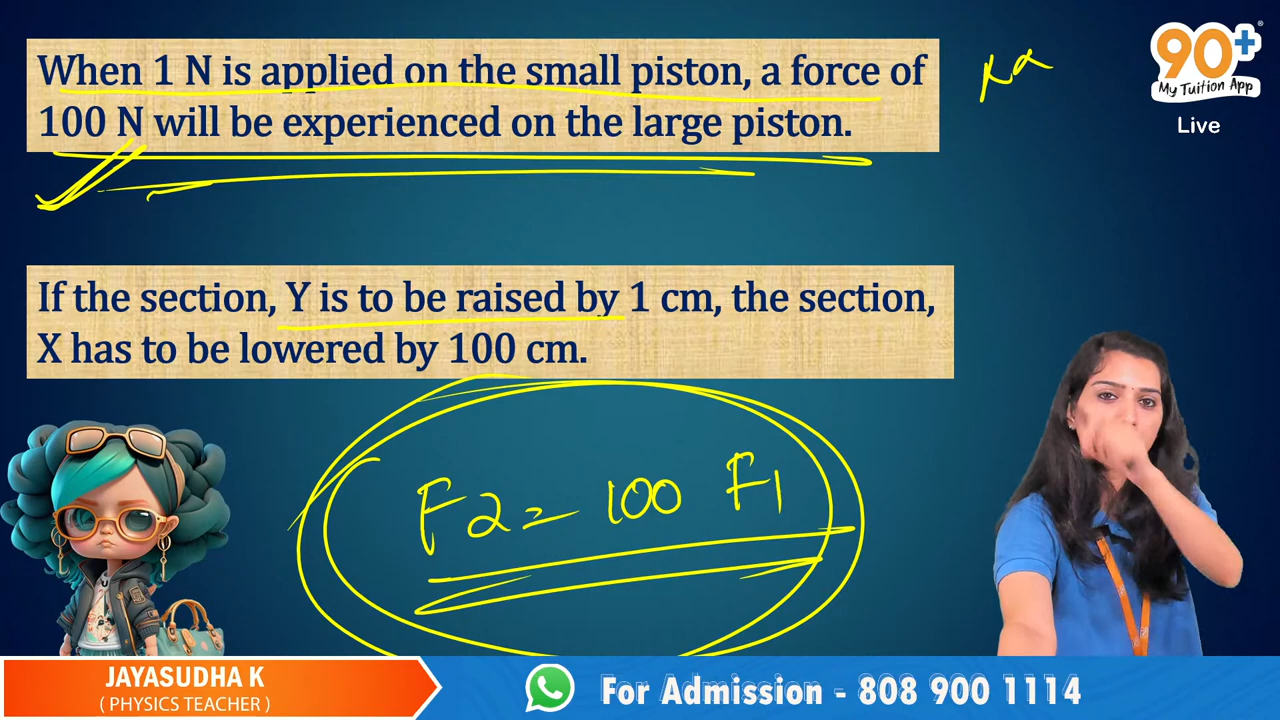 When 1 N is applied on the small piston, a force of
100 N will be experienced on the large piston.
90+
My Tuition App
Live
If the section, Y is to be raised by 1 cm, the section,
X has to be lowered by 100 cm.
F2 = 100 F1
JAYASUDHA K
( PHYSICS TEACHER )
For Admission - 808 900 1114